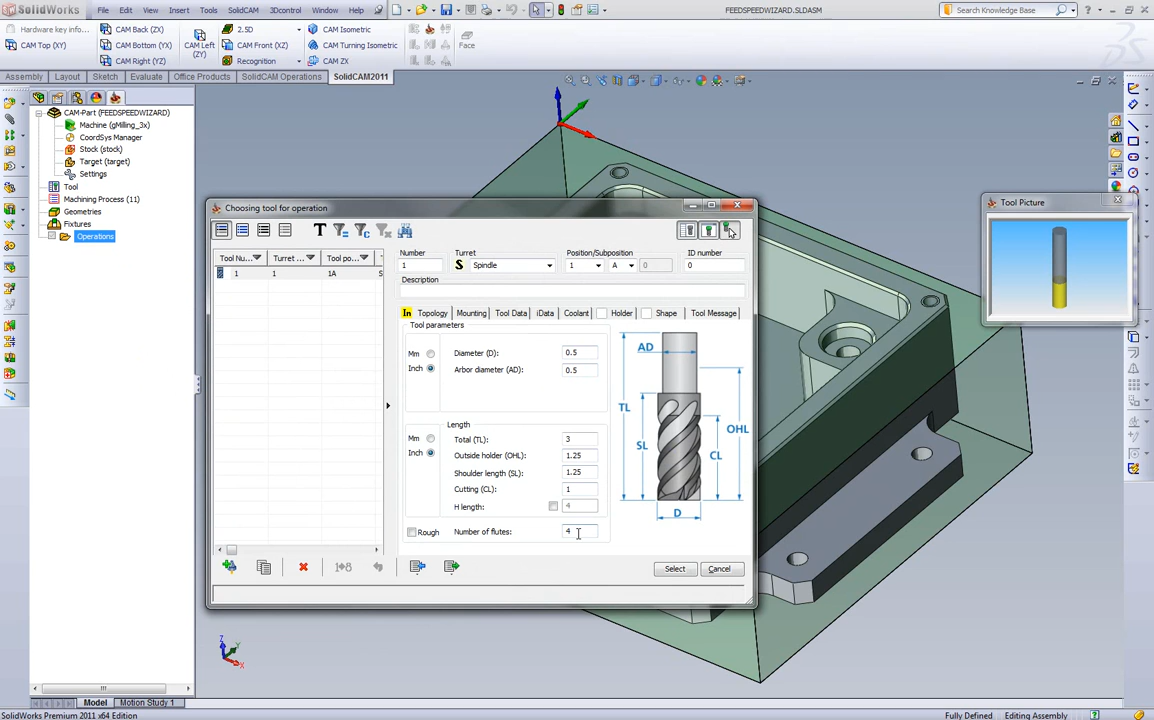 SolidWorks File Edit View Insert Tools SolidCAM 3Dcontrol Window Help FEEDSPEEDWIZARD.SLDASM Search Knowledge Base
Hardware key info...
CAM Top (XY)
CAM Back (ZX)
CAM Bottom (YX)
CAM Right (YZ)
CAM Left (ZY)
2.5D
CAM Front (XZ)
Recognition
CAM Isometric
CAM Turning Isometric
CAM ZX
Face
Assembly Layout Sketch Evaluate Office Products SolidCAM Operations SolidCAM2011
CAM-Part (FEEDSPEEDWIZARD)
Machine (gMilling_3x)
CoordSys Manager
Stock (stock)
Target (target)
Settings
Tool
Machining Process (11)
Geometries
Fixtures
Operations
Choosing tool for operation
Tool Nu... Turret ... Tool po...
1 1 1A S
Number Turret Position/Subposition ID number
1 S Spindle 1 A 0 0
Description
In Topology Mounting Tool Data iData Coolant Holder Shape Tool Message
Tool parameters
Mm
Inch
Diameter (D): 0.5
Arbor diameter (AD): 0.5
Length
Mm
Inch
Total (TL): 3
Outside holder (OHL): 1.25
Shoulder length (SL): 1.25
Cutting (CL): 1
H length: 4
Rough Number of flutes: 4
AD
TL
OHL
SL
CL
D
1➔8
Select Cancel
Tool Picture
Z
Y
X
Model Motion Study 1
SolidWorks Premium 2011 x64 Edition Fully Defined Editing Assembly